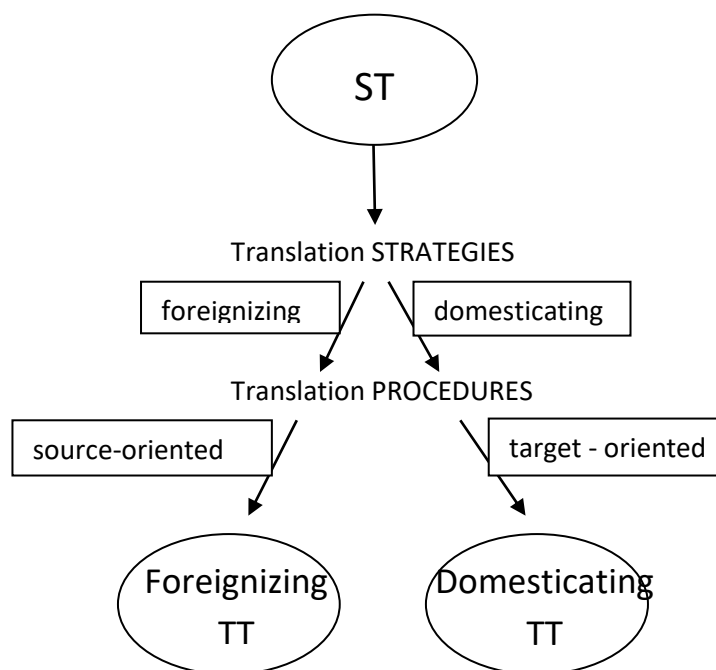 ST
Translation STRATEGIES
foreignizing
domesticating
Translation PROCEDURES
source-oriented
target - oriented
Foreignizing
TT
Domesticating
TT